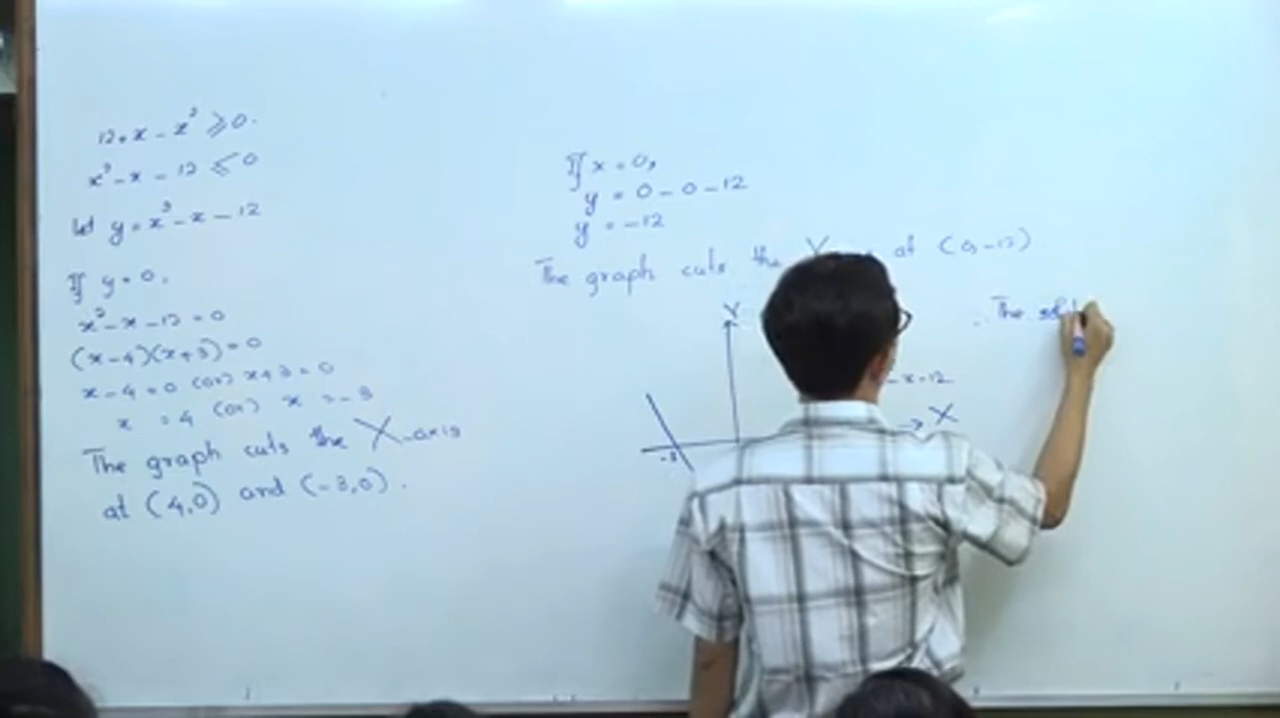 12+x-x² ⩾0.
x²-x-12 ⩽0
let y=x²-x-12
If y=0,
x²-x-12=0
(x-4)(x+3)=0
x-4=0 (or) x+3=0
x=4 (or) x=-3
The graph cuts the X-axis
at (4,0) and (-3,0).
If x=0,
y=0-0-12
y=-12
The graph cuts the Y at (0,-12).
Y
-x-12
X
-3
The